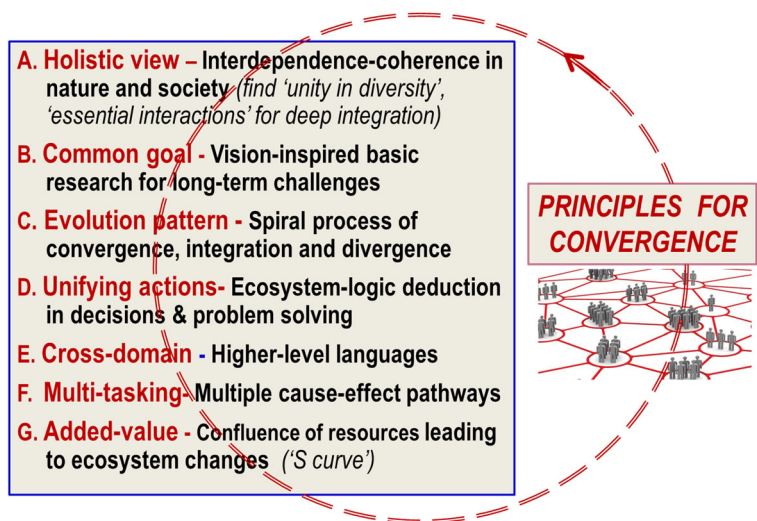 A. Holistic view – Interdependence-coherence in
nature and society (find ‘unity in diversity’,
‘essential interactions’ for deep integration)
B. Common goal - Vision-inspired basic
research for long-term challenges
C. Evolution pattern - Spiral process of
convergence, integration and divergence
D. Unifying actions- Ecosystem-logic deduction
in decisions & problem solving
E. Cross-domain - Higher-level languages
F. Multi-tasking- Multiple cause-effect pathways
G. Added-value - Confluence of resources leading
to ecosystem changes (‘S curve’)
PRINCIPLES FOR
CONVERGENCE